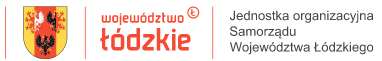 województwo Ł
łódzkie
Jednostka organizacyjna
Samorządu
Województwa Łódzkiego